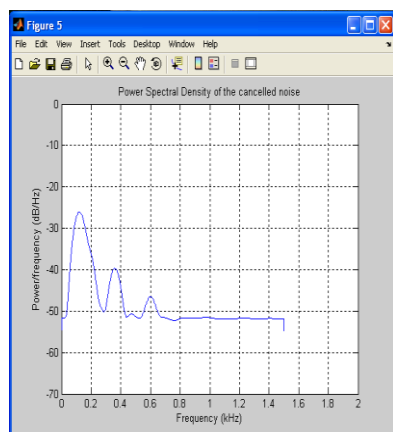 Figure 5
File Edit View Insert Tools Desktop Window Help
Power Spectral Density of the cancelled noise
0
-10
-20
-30
-40
-50
-60
-70
Power/frequency (dB/Hz)
0 0.2 0.4 0.6 0.8 1 1.2 1.4 1.6 1.8 2
Frequency (kHz)